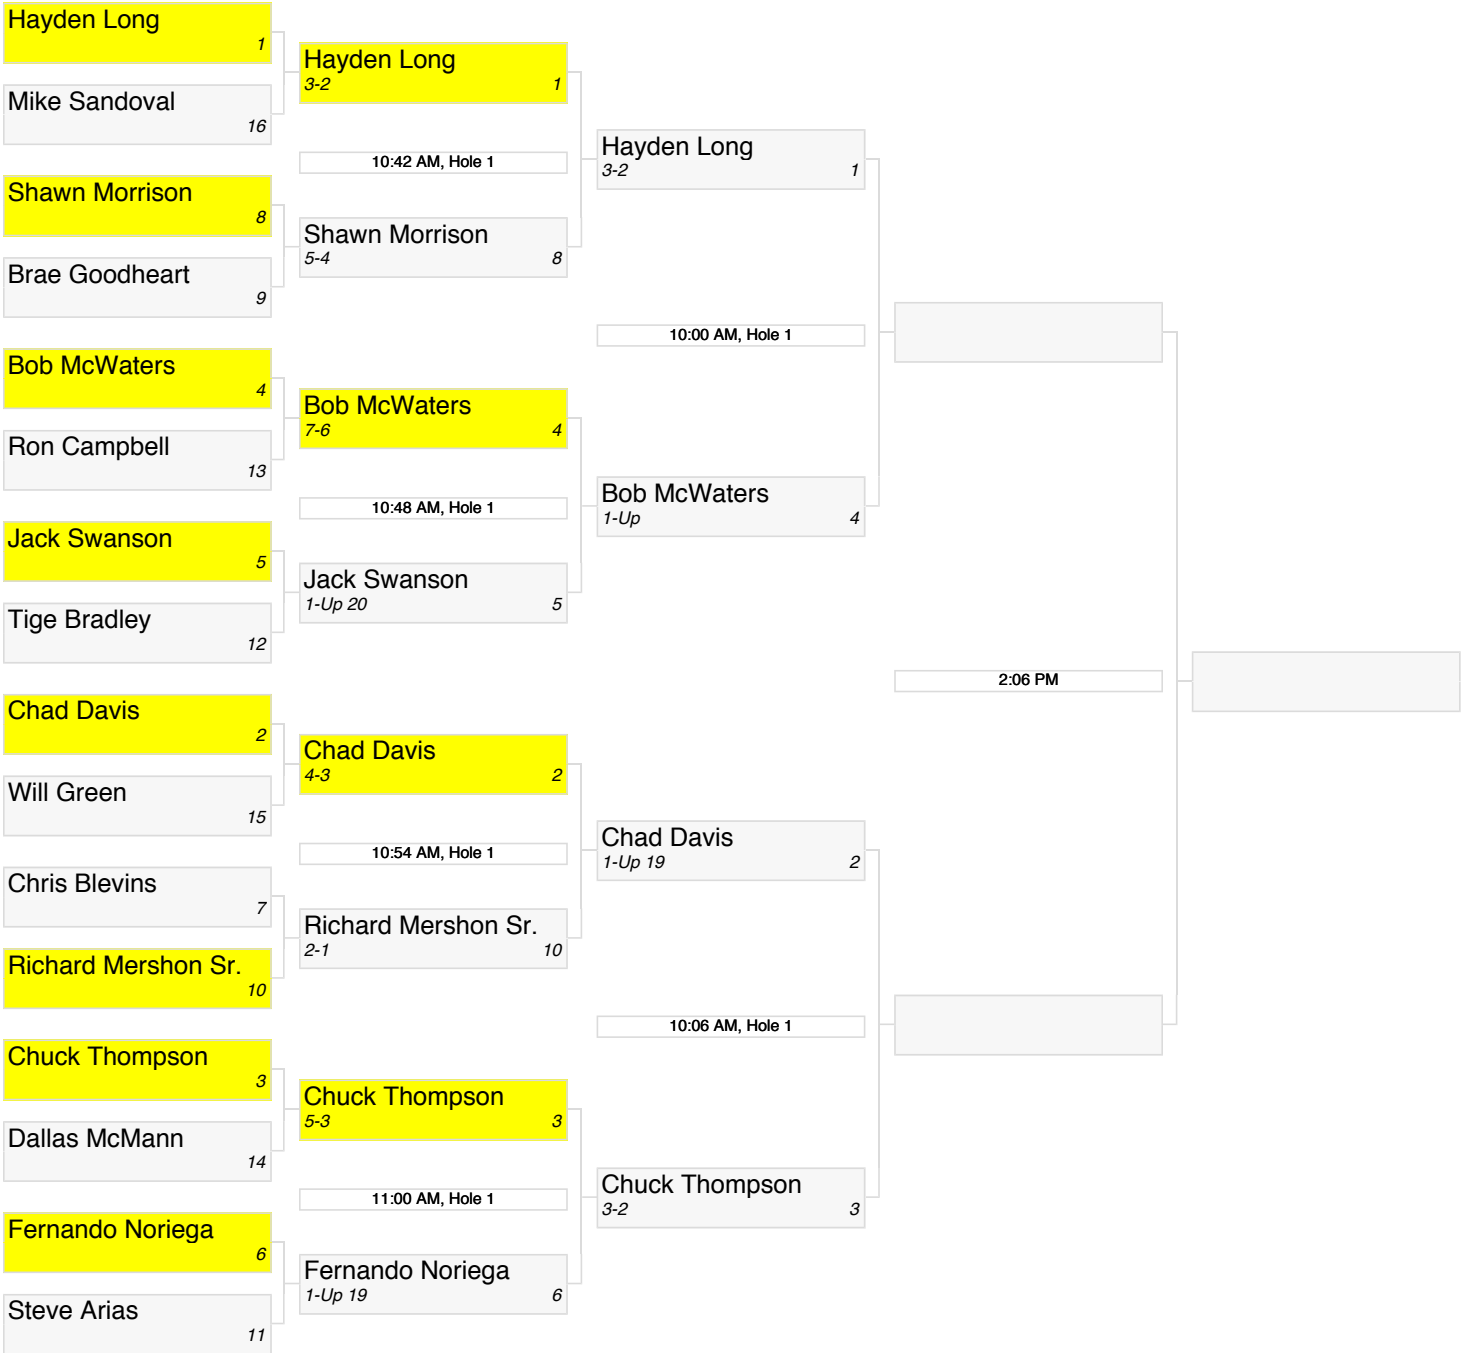 Hayden Long
1
Mike Sandoval
16
Shawn Morrison
8
Brae Goodheart
9
Bob McWaters
4
Ron Campbell
13
Jack Swanson
5
Tige Bradley
12
Chad Davis
2
Will Green
15
Chris Blevins
7
Richard Mershon Sr.
10
Chuck Thompson
3
Dallas McMann
14
Fernando Noriega
6
Steve Arias
11
Hayden Long
3-2 1
10:42 AM, Hole 1
Shawn Morrison
5-4 8
Bob McWaters
7-6 4
10:48 AM, Hole 1
Jack Swanson
1-Up 20 5
Chad Davis
4-3 2
10:54 AM, Hole 1
Richard Mershon Sr.
2-1 10
Chuck Thompson
5-3 3
11:00 AM, Hole 1
Fernando Noriega
1-Up 19 6
Hayden Long
3-2 1
10:00 AM, Hole 1
Bob McWaters
1-Up 4
Chad Davis
1-Up 19 2
10:06 AM, Hole 1
Chuck Thompson
3-2 3
2:06 PM